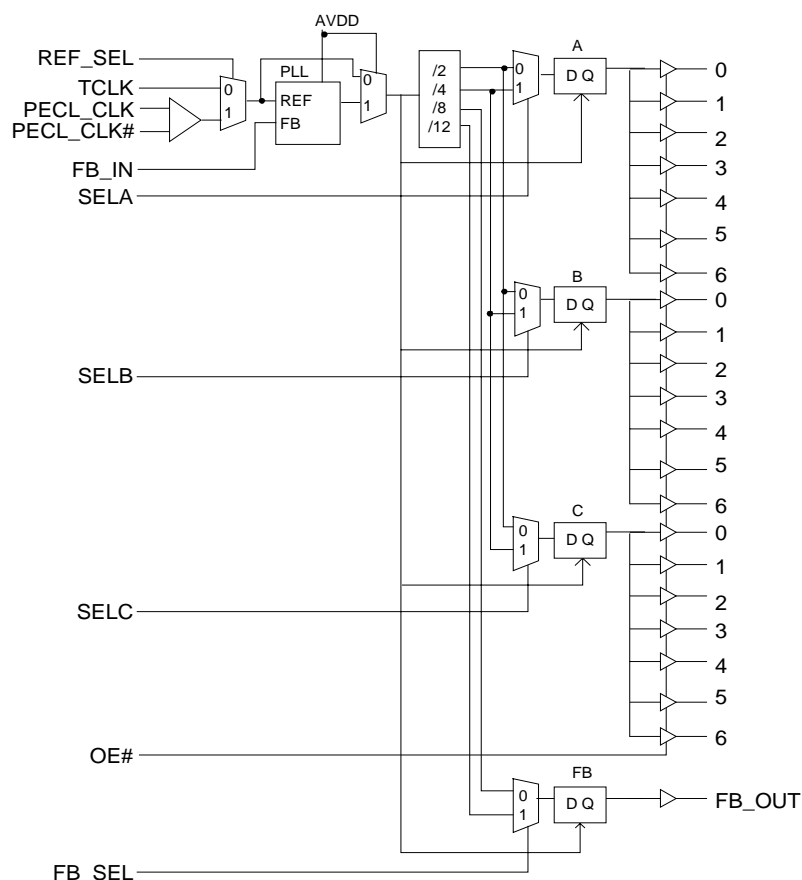 AVDD
REF_SEL
TCLK
PECL_CLK
PECL_CLK#
FB_IN
SELA
0
1
PLL
REF
FB
0
1
/2
/4
/8
/12
0
1
A
D Q
0
1
2
3
4
5
6
SELB
0
1
B
D Q
0
1
2
3
4
5
6
SELC
0
1
C
D Q
0
1
2
3
4
5
6
OE#
FB_SEL
0
1
FB
D Q
FB_OUT